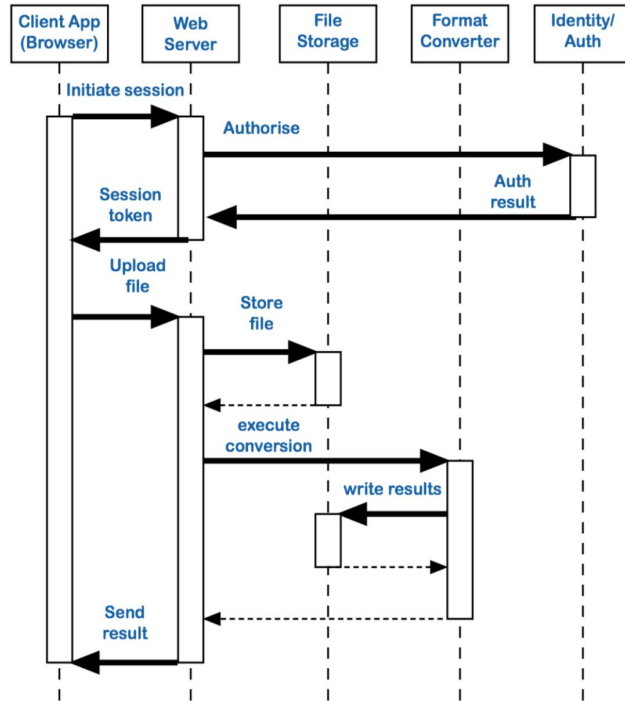 Client App
(Browser)
Web
Server
File
Storage
Format
Converter
Identity/
Auth
Initiate session
Authorise
Auth
result
Session
token
Upload
file
Store
file
execute
conversion
write results
Send
result